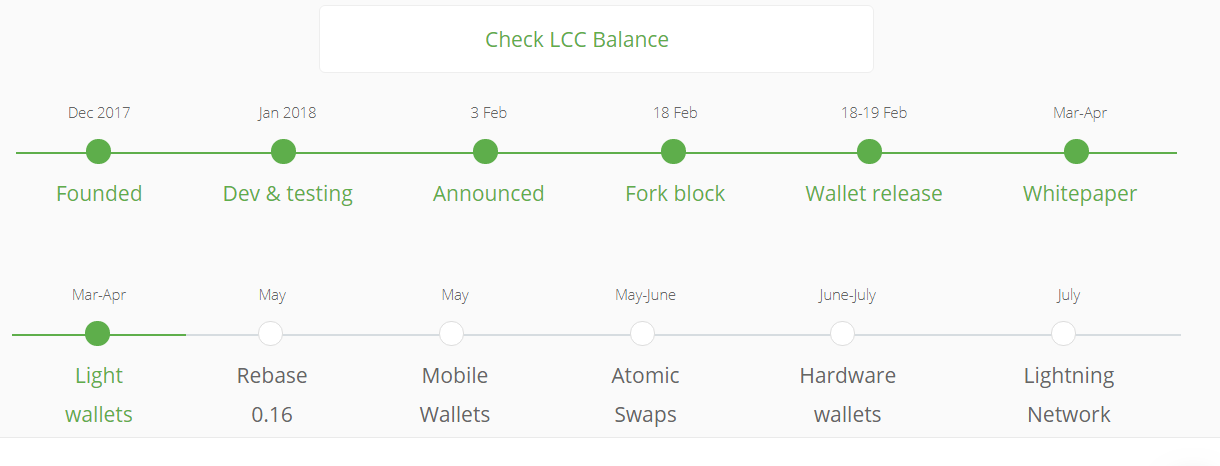 Check LCC Balance
Dec 2017 Jan 2018 3 Feb 18 Feb 18-19 Feb Mar-Apr
Founded Dev & testing Announced Fork block Wallet release Whitepaper
Mar-Apr May May May-June June-July July
Light Rebase Mobile Atomic Hardware Lightning
wallets 0.16 Wallets Swaps wallets Network